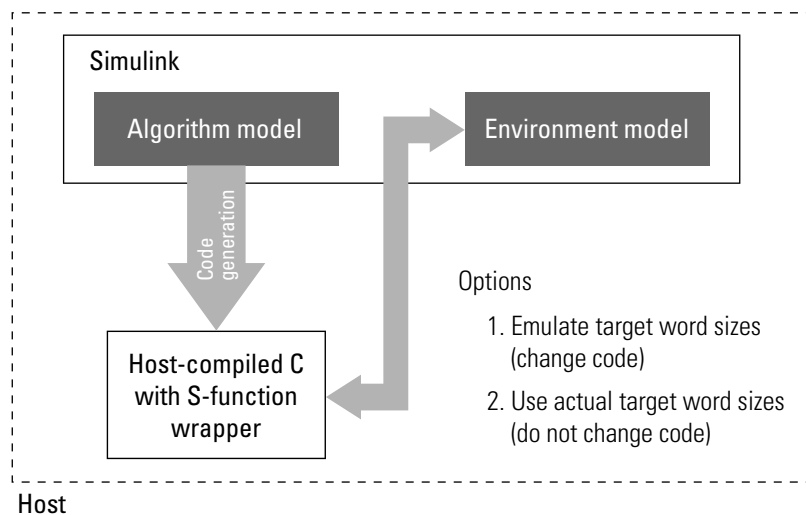 Simulink
Algorithm model
Environment model
Code
generation
Options
1. Emulate target word sizes
(change code)
2. Use actual target word sizes
(do not change code)
Host-compiled C
with S-function
wrapper
Host